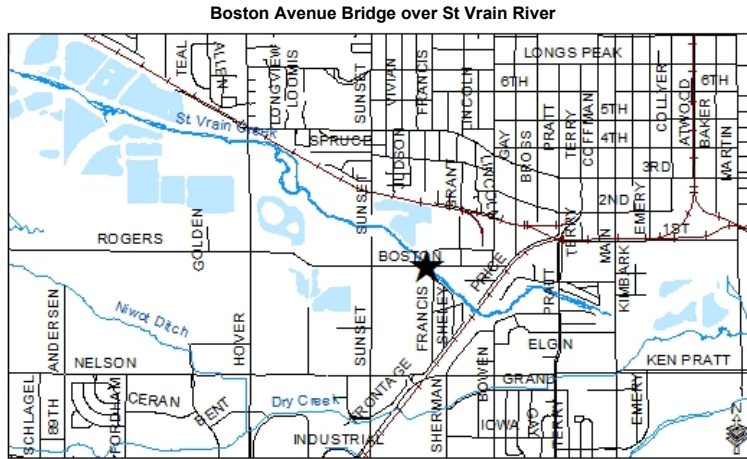 Boston Avenue Bridge over St Vrain River
TEAL
ALLEN
LONGVIEW
LOOMIS
SUNSET
VIVIAN
FRANCIS
LINCOLN
LONGS PEAK
6TH
COLLYER
ATWOOD
6TH
BAKER
MARTIN
St Vrain Creek
SPRUCE
JUDSON
GRANT
LINCOLN
GAY
BROSS
PRATT
TERRY
COFFMAN
5TH
4TH
3RD
2ND
EMERY
1ST
SUNSET
ROGERS
GOLDEN
BOSTON
PRICE
TERRY
MAIN
KIMBARK
PRATT
Niwot Ditch
ANDERSEN
HOVER
SUNSET
FRANCIS
SHELEY
ELGIN
NELSON
KEN PRATT
SCHLAGEL
89TH
FORDHAM
CERAN
BENT
Dry Creek
FRONTAGE
INDUSTRIAL
SHERMAN
BOWEN
GRAND
IOWA
GAY
TERRY
EMERY
N